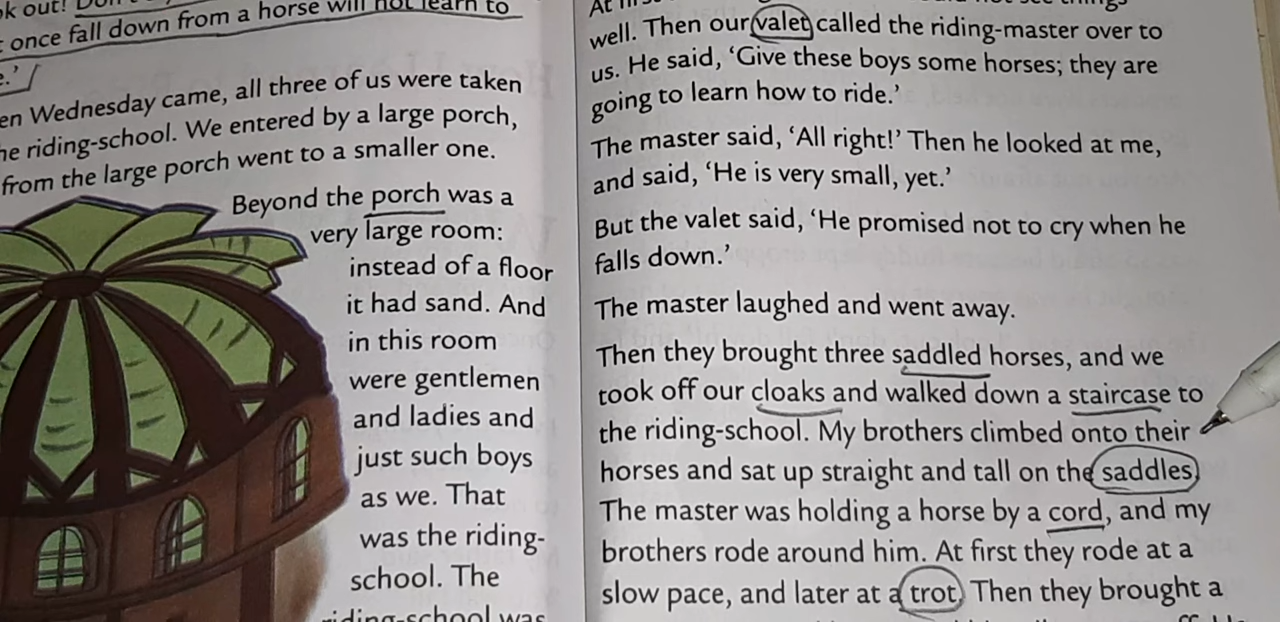 out! Don't
once fall down from a horse will not learn to
Wednesday came, all three of us were taken
riding-school. We entered by a large porch,
from the large porch went to a smaller one.
Beyond the porch was a
very large room:
instead of a floor
it had sand. And
in this room
were gentlemen
and ladies and
just such boys
as we. That
was the riding-
school. The
riding-school was
At
well. Then our valet called the riding-master over to
us. He said, ‘Give these boys some horses; they are
going to learn how to ride.’
The master said, ‘All right!’ Then he looked at me,
and said, ‘He is very small, yet.’
But the valet said, ‘He promised not to cry when he
falls down.’
The master laughed and went away.
Then they brought three saddled horses, and we
took off our cloaks and walked down a staircase to
the riding-school. My brothers climbed onto their
horses and sat up straight and tall on the saddles
The master was holding a horse by a cord, and my
brothers rode around him. At first they rode at a
slow pace, and later at a trot. Then they brought a